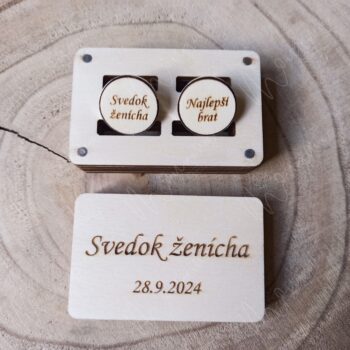 Svedok
ženícha
Najlepší
brat
Svedok ženícha
28.9.2024